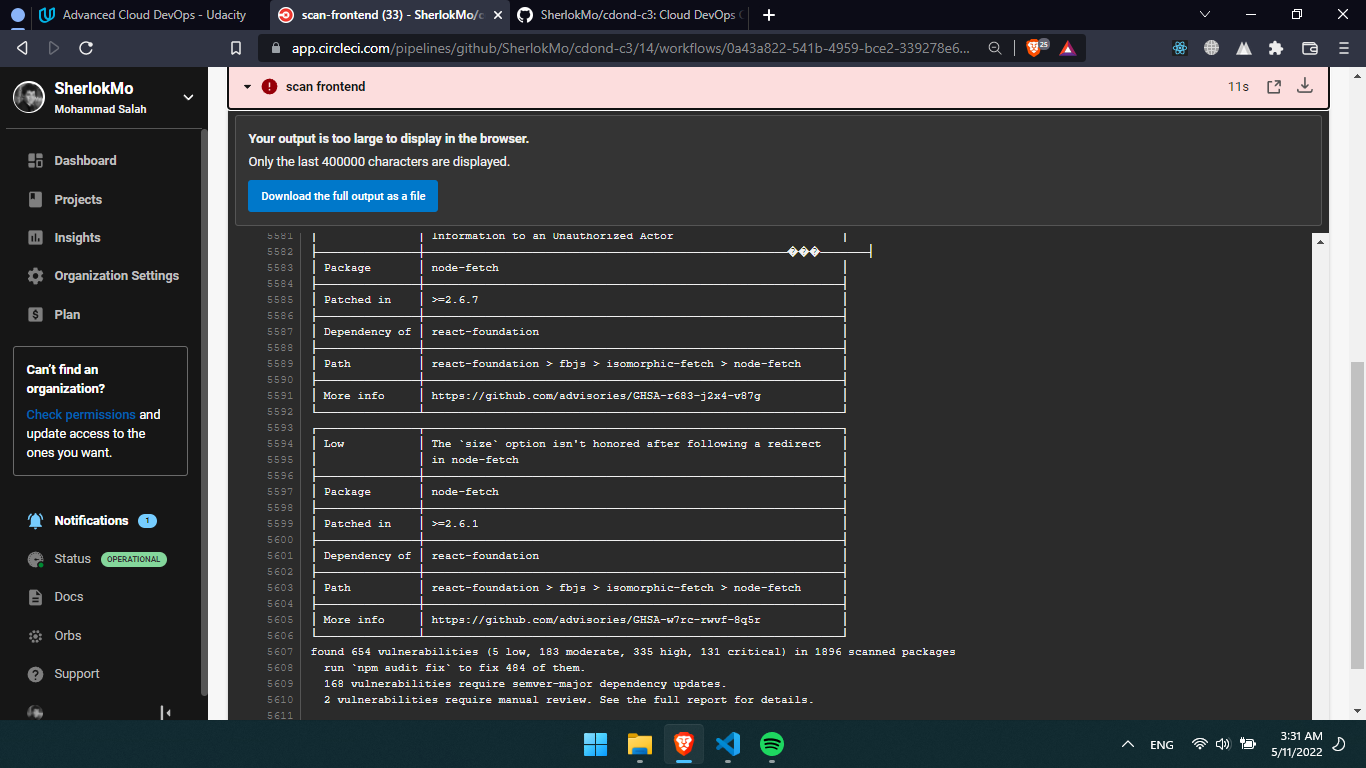 Advanced Cloud DevOps - Udacity
scan-frontend (33) - SherlokMo/c
SherlokMo/cdond-c3: Cloud DevOps
app.circleci.com/pipelines/github/SherlokMo/cdond-c3/14/workflows/0a43a822-541b-4959-bce2-339278e6...
25
SherlokMo
Mohammad Salah
Dashboard
Projects
Insights
Organization Settings
Plan
Can't find an
organization?
Check permissions and
update access to the
ones you want.
Notifications 1
Status OPERATIONAL
Docs
Orbs
Support
scan frontend 11s
Your output is too large to display in the browser.
Only the last 400000 characters are displayed.
Download the full output as a file
5581 Information to an Unauthorized Actor
5582 ���
5583 Package node-fetch
5584
5585 Patched in >=2.6.7
5586
5587 Dependency of react-foundation
5588
5589 Path react-foundation > fbjs > isomorphic-fetch > node-fetch
5590
5591 More info https://github.com/advisories/GHSA-r683-j2x4-v87g
5592
5593
5594 Low The `size` option isn't honored after following a redirect
5595 in node-fetch
5596
5597 Package node-fetch
5598
5599 Patched in >=2.6.1
5600
5601 Dependency of react-foundation
5602
5603 Path react-foundation > fbjs > isomorphic-fetch > node-fetch
5604
5605 More info https://github.com/advisories/GHSA-w7rc-rwvf-8q5r
5606
5607 found 654 vulnerabilities (5 low, 183 moderate, 335 high, 131 critical) in 1896 scanned packages
5608 run `npm audit fix` to fix 484 of them.
5609 168 vulnerabilities require semver-major dependency updates.
5610 2 vulnerabilities require manual review. See the full report for details.
5611
ENG
3:31 AM
5/11/2022